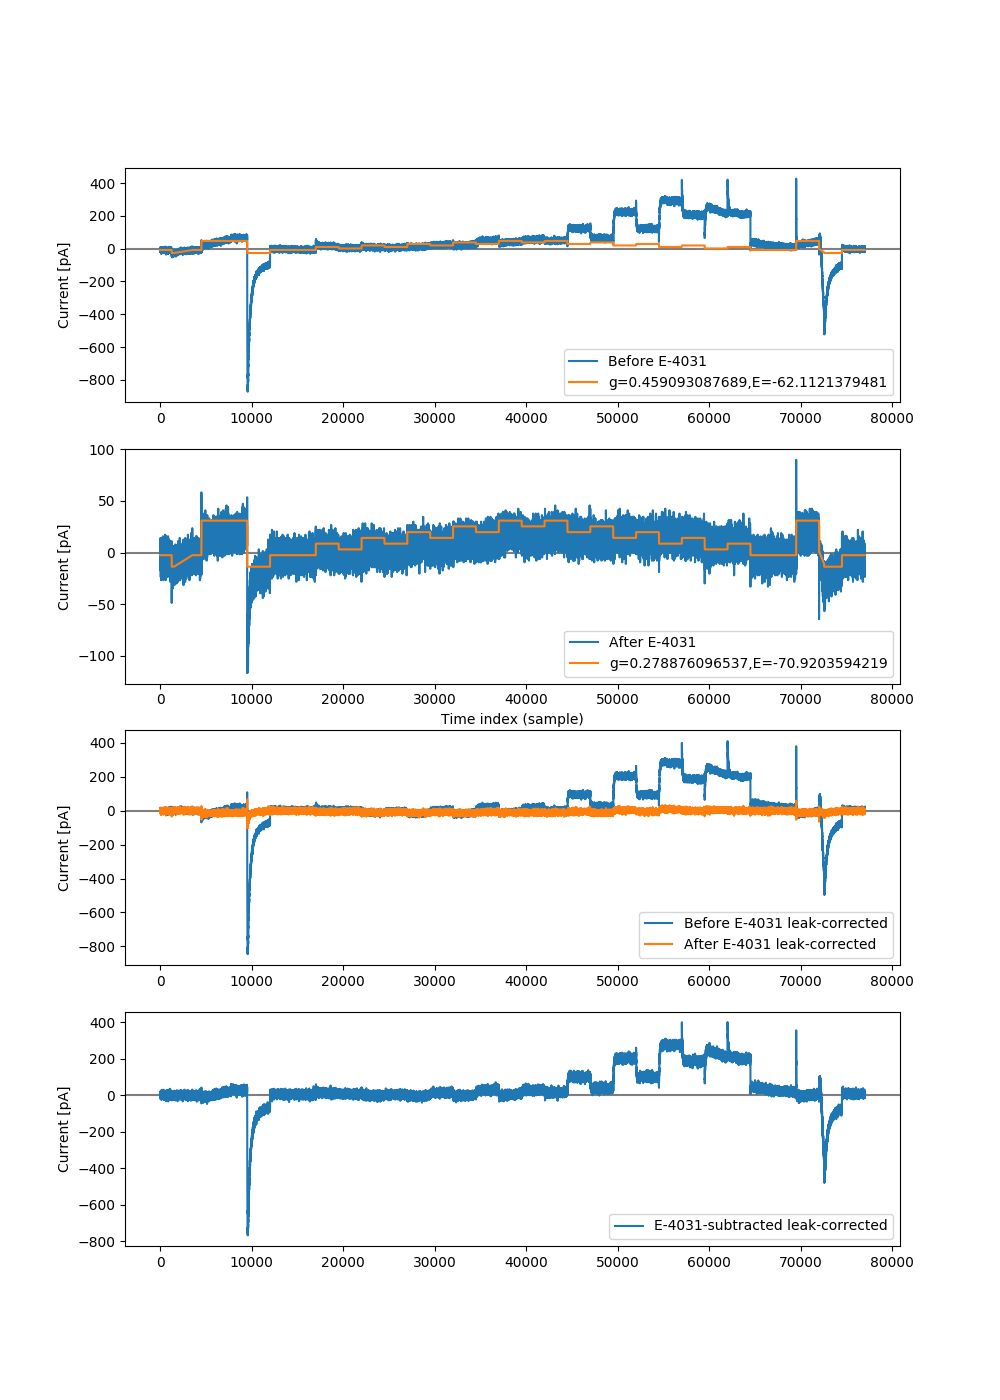 400
200
0
−200
−400
−600
−800
Current [pA]
Before E-4031
g=0.459093087689,E=-62.1121379481
0 10000 20000 30000 40000 50000 60000 70000 80000
100
50
0
−50
−100
Current [pA]
After E-4031
g=0.278876096537,E=-70.9203594219
0 10000 20000 30000 40000 50000 60000 70000 80000
Time index (sample)
400
200
0
−200
−400
−600
−800
Current [pA]
Before E-4031 leak-corrected
After E-4031 leak-corrected
0 10000 20000 30000 40000 50000 60000 70000 80000
400
200
0
−200
−400
−600
−800
Current [pA]
E-4031-subtracted leak-corrected
0 10000 20000 30000 40000 50000 60000 70000 80000